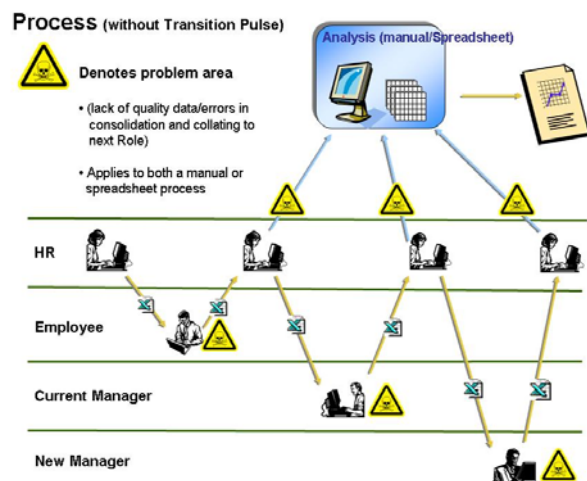 Process (without Transition Pulse)
Analysis (manual/Spreadsheet)
Denotes problem area
• (lack of quality data/errors in
consolidation and collating to
next Role)
• Applies to both a manual or
spreadsheet process
HR
Employee
Current Manager
New Manager